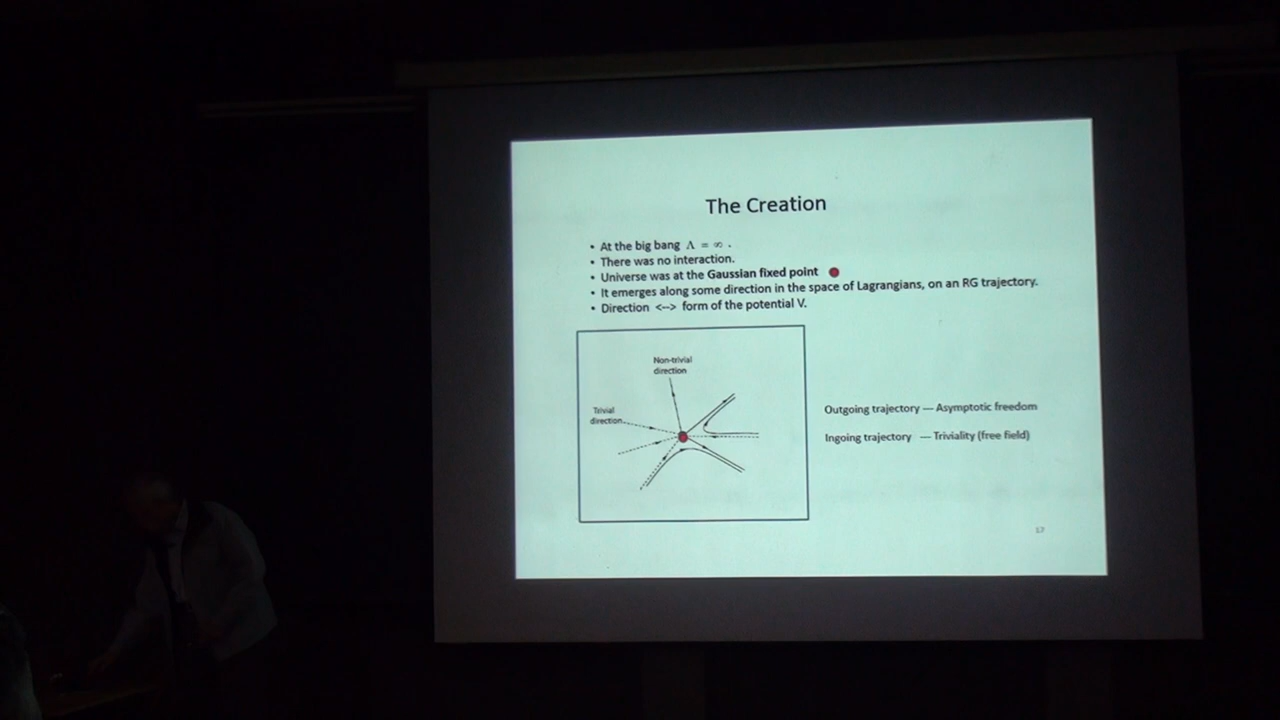 The Creation
• At the big bang Λ = ∞ .
• There was no interaction.
• Universe was at the Gaussian fixed point
• It emerges along some direction in the space of Lagrangians, on an RG trajectory.
• Direction <--> form of the potential V.
Non-trivial
direction
Trivial
direction
Outgoing trajectory — Asymptotic freedom
Ingoing trajectory — Triviality (free field)